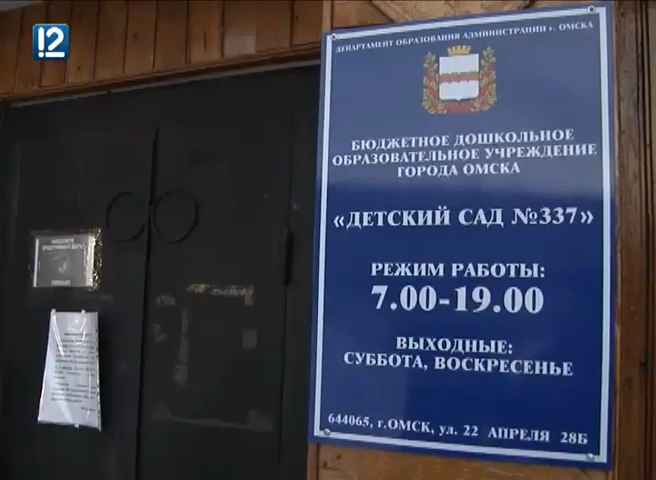 12
ДЕПАРТАМЕНТ ОБРАЗОВАНИЯ АДМИНИСТРАЦИИ г. ОМСКА
БЮДЖЕТНОЕ ДОШКОЛЬНОЕ
ОБРАЗОВАТЕЛЬНОЕ УЧРЕЖДЕНИЕ
ГОРОДА ОМСКА
«ДЕТСКИЙ САД №337»
РЕЖИМ РАБОТЫ:
7.00-19.00
ВЫХОДНЫЕ:
СУББОТА, ВОСКРЕСЕНЬЕ
644065, г.ОМСК, ул. 22 АПРЕЛЯ 28Б